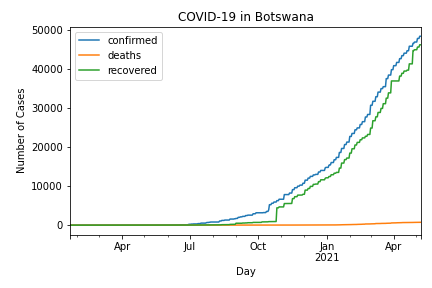 COVID-19 in Botswana
confirmed
deaths
recovered
Number of Cases
50000
40000
30000
20000
10000
0
Apr Jul Oct Jan Apr
2021
Day